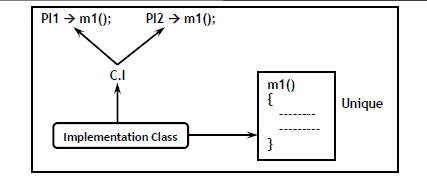 PI1 → m1();    PI2 → m1();
C.I
m1()
{
--------
---------
}
Unique
Implementation Class